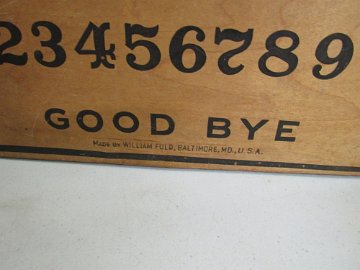 23456789
GOOD BYE
MADE BY WILLIAM FULD, BALTIMORE, MD., U.S.A.